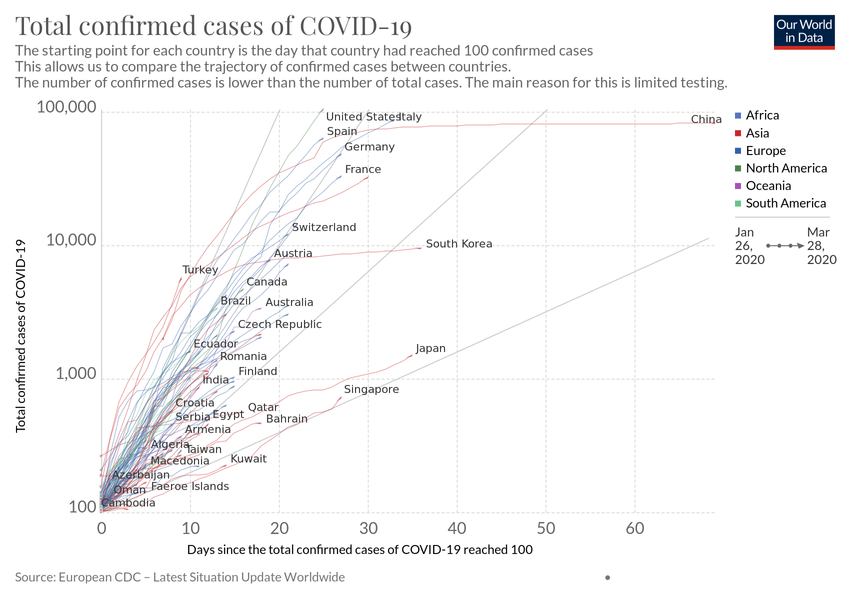 Total confirmed cases of COVID-19
The starting point for each country is the day that country had reached 100 confirmed cases
This allows us to compare the trajectory of confirmed cases between countries.
The number of confirmed cases is lower than the number of total cases. The main reason for this is limited testing.
Our World
in Data
100,000
United States
Italy
China
Spain
Germany
France
Switzerland
10,000
South Korea
Austria
Turkey
Canada
Brazil
Australia
Czech Republic
Ecuador
Japan
Romania
1,000
Finland
India
Singapore
Croatia
Qatar
Serbia
Egypt
Bahrain
Armenia
Algeria
Taiwan
Macedonia
Kuwait
Azerbaijan
Oman
Faeroe Islands
Cambodia
100
0
10
20
30
40
50
60
Total confirmed cases of COVID-19
Days since the total confirmed cases of COVID-19 reached 100
Africa
Asia
Europe
North America
Oceania
South America
Jan
26,
2020
Mar
28,
2020
Source: European CDC – Latest Situation Update Worldwide